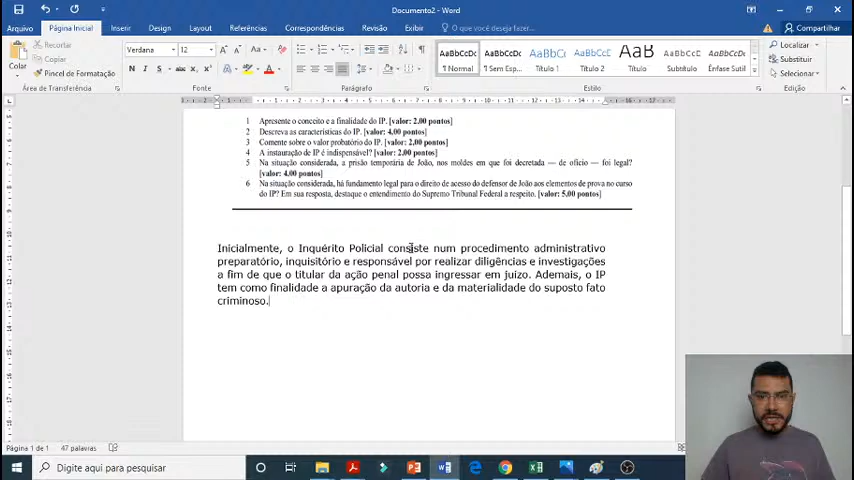 Documento2 - Word
Arquivo
Página Inicial
Inserir
Design
Layout
Referências
Correspondências
Revisão
Exibir
O que você deseja fazer...
Compartilhar
Colar
Recortar
Copiar
Pincel de Formatação
Área de Transferência
Verdana
12
N I S
Fonte
Parágrafo
AaBbCcDc AaBbCcDc AaBbCc AaBbCcC AaB AaBbCcD AaBbCcDc
¶ Normal ¶ Sem Esp... Título 1 Título 2 Título Subtítulo Ênfase Sutil
Estilo
Localizar
Substituir
Selecionar
Edição
1 Apresente o conceito e a finalidade do IP. [valor: 2,00 pontos]
2 Descreva as características do IP. [valor: 4,00 pontos]
3 Comente sobre o valor probatório do IP. [valor: 2,00 pontos]
4 A instauração de IP é indispensável? [valor: 2,00 pontos]
5 Na situação considerada, a prisão temporária de João, nos moldes em que foi decretada — de ofício — foi legal?
[valor: 4,00 pontos]
6 Na situação considerada, há fundamento legal para o direito de acesso do defensor de João aos elementos de prova no curso
do IP? Em sua resposta, destaque o entendimento do Supremo Tribunal Federal a respeito. [valor: 5,00 pontos]
Inicialmente, o Inquérito Policial consiste num procedimento administrativo
preparatório, inquisitório e responsável por realizar diligências e investigações
a fim de que o titular da ação penal possa ingressar em juízo. Ademais, o IP
tem como finalidade a apuração da autoria e da materialidade do suposto fato
criminoso.
Página 1 de 1
47 palavras
Digite aqui para pesquisar